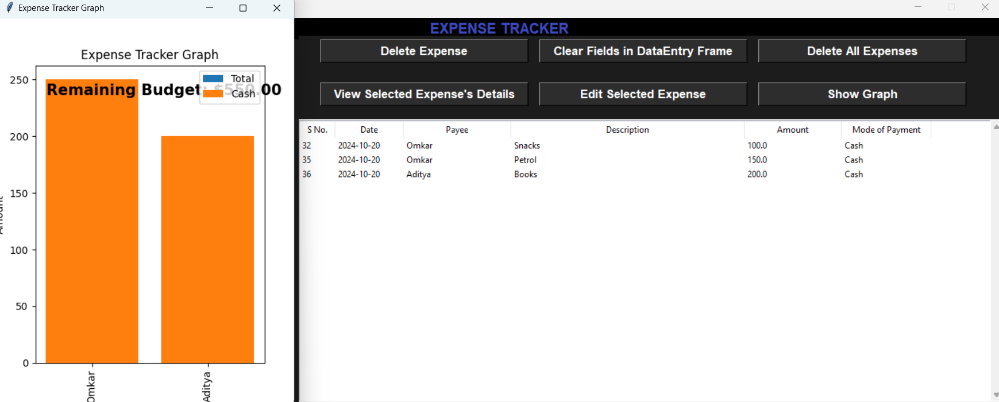 Expense Tracker Graph
Expense Tracker Graph
250
200
150
100
50
0
Remaining Budget: $550.00
Total
Cash
Amount
Omkar
Aditya
EXPENSE TRACKER
Delete Expense Clear Fields in DataEntry Frame Delete All Expenses
View Selected Expense's Details Edit Selected Expense Show Graph
S No. Date Payee Description Amount Mode of Payment
32 2024-10-20 Omkar Snacks 100.0 Cash
35 2024-10-20 Omkar Petrol 150.0 Cash
36 2024-10-20 Aditya Books 200.0 Cash